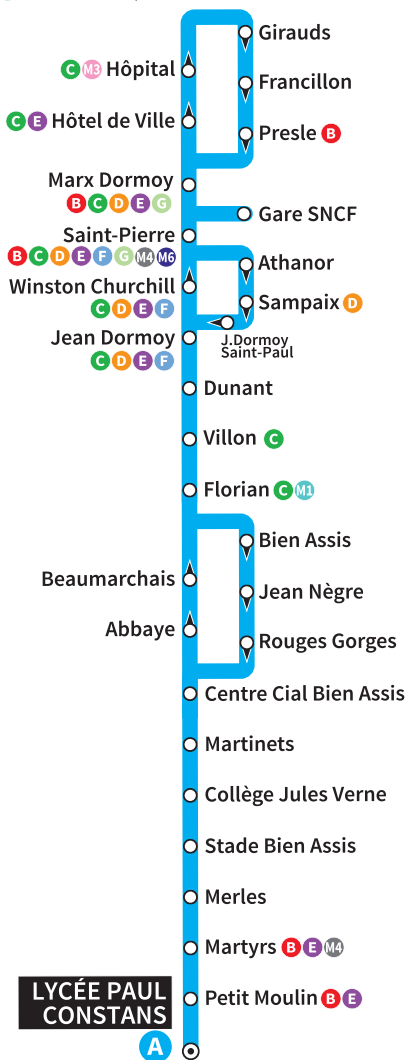 Girauds
C M3 Hôpital
Francillon
C E Hôtel de Ville
Presle B
Marx Dormoy
B C D E G
Gare SNCF
Saint-Pierre
B C D E F G M4 M6
Athanor
Winston Churchill
C D E F
Sampaix D
J.Dormoy
Saint-Paul
Jean Dormoy
C D E F
Dunant
Villon C
Florian C M1
Bien Assis
Beaumarchais
Jean Nègre
Abbaye
Rouges Gorges
Centre Cial Bien Assis
Martinets
Collège Jules Verne
Stade Bien Assis
Merles
Martyrs B E M4
Petit Moulin B E
LYCÉE PAUL
CONSTANS
A